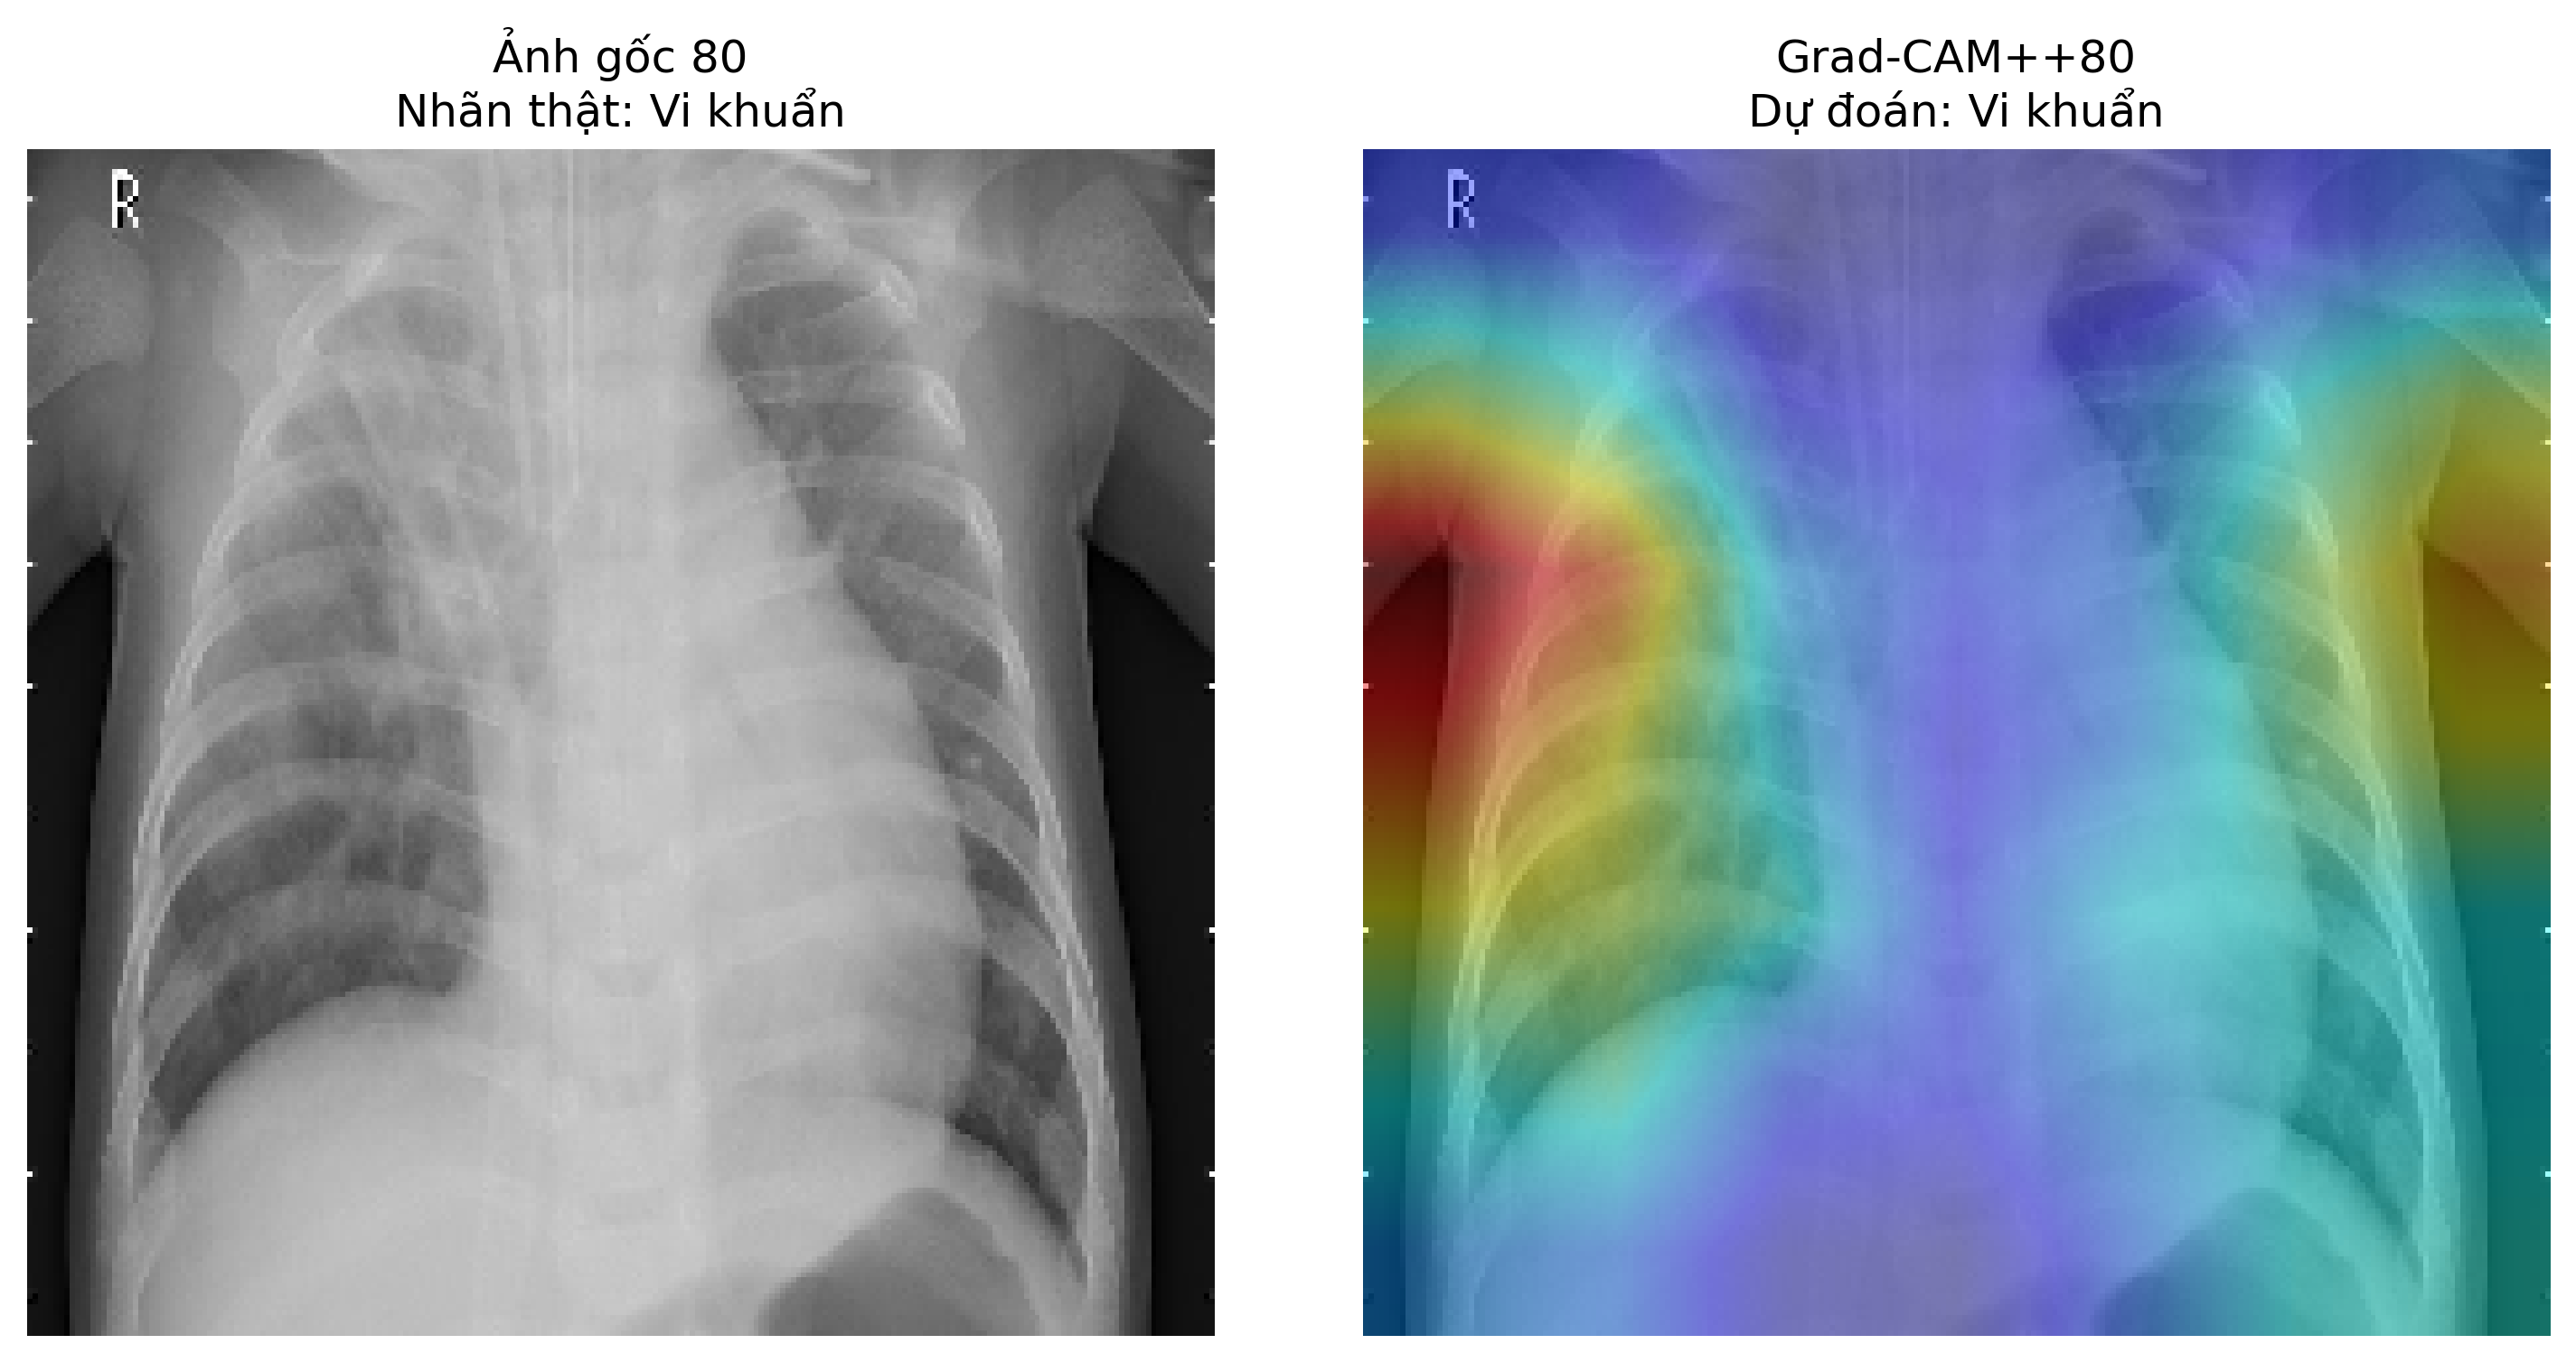 Ảnh gốc 80
Nhãn thật: Vi khuẩn
R
Grad-CAM++80
Dự đoán: Vi khuẩn
R